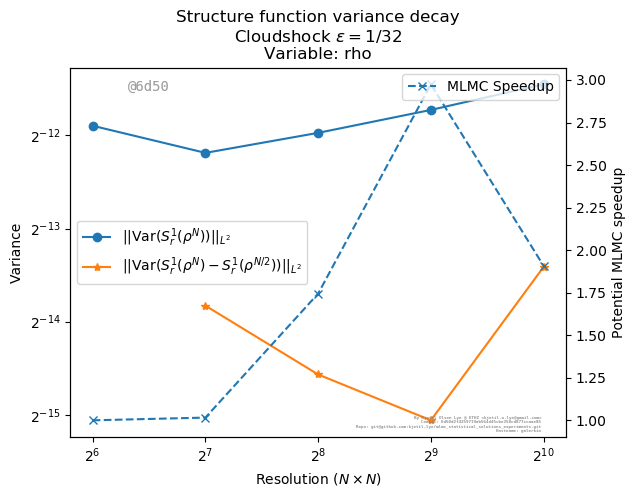 Structure function variance decay
Cloudshock ε = 1/32
Variable: rho
@6d50
MLMC Speedup
||Var(S_r^1(ρ^N))||_{L^2}
||Var(S_r^1(ρ^N) − S_r^1(ρ^{N/2}))||_{L^2}
Variance
2^{−12}
2^{−13}
2^{−14}
2^{−15}
Potential MLMC speedup
3.00
2.75
2.50
2.25
2.00
1.75
1.50
1.25
1.00
2^6
2^7
2^8
2^9
2^{10}
Resolution (N × N)